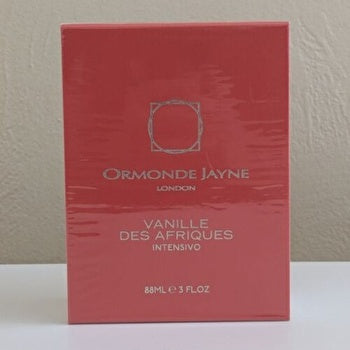 ORMONDE JAYNE
LONDON
VANILLE
DES AFRIQUES
INTENSIVO
88ML ℮ 3 FL.OZ